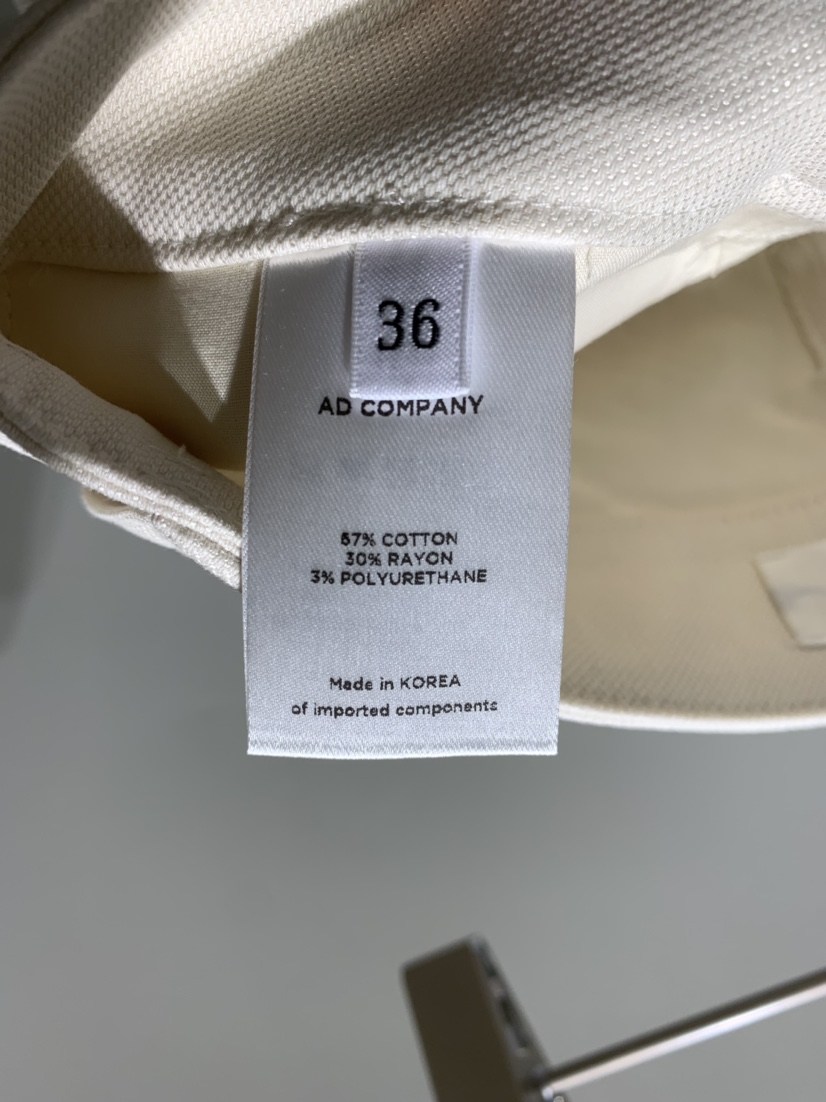 36
AD COMPANY
67% COTTON
30% RAYON
3% POLYURETHANE
Made in KOREA
of imported components